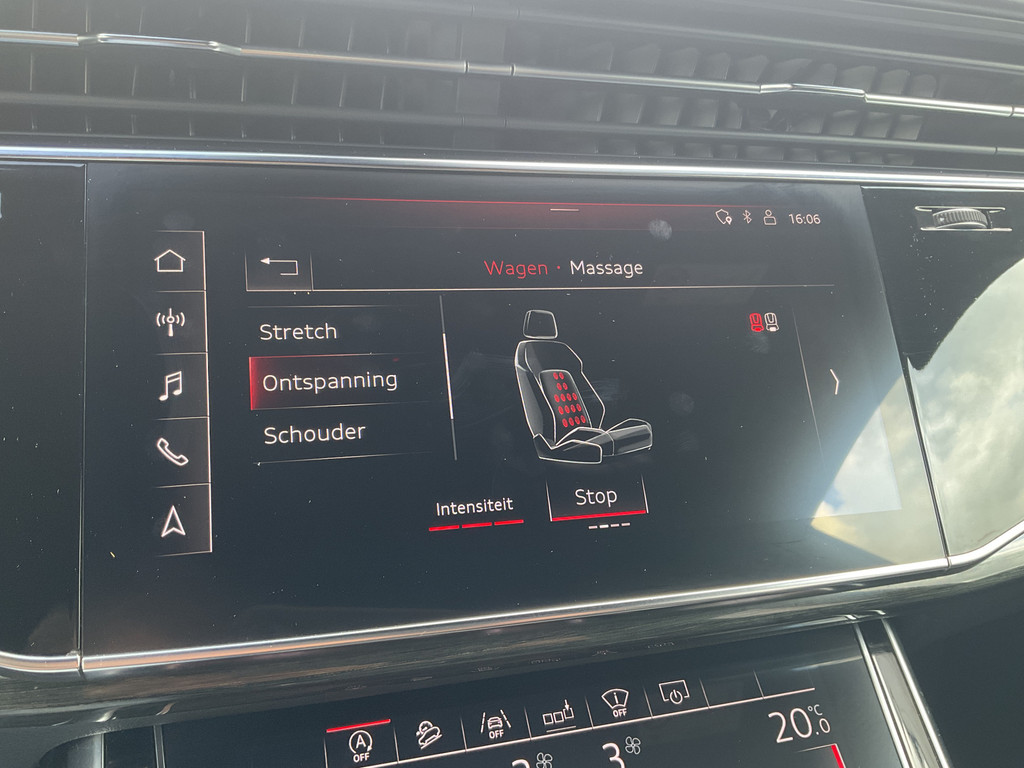 16:06
Wagen · Massage
Stretch
Ontspanning
Schouder
Intensiteit
Stop
A
OFF
OFF
OFF
3
20.0
°C